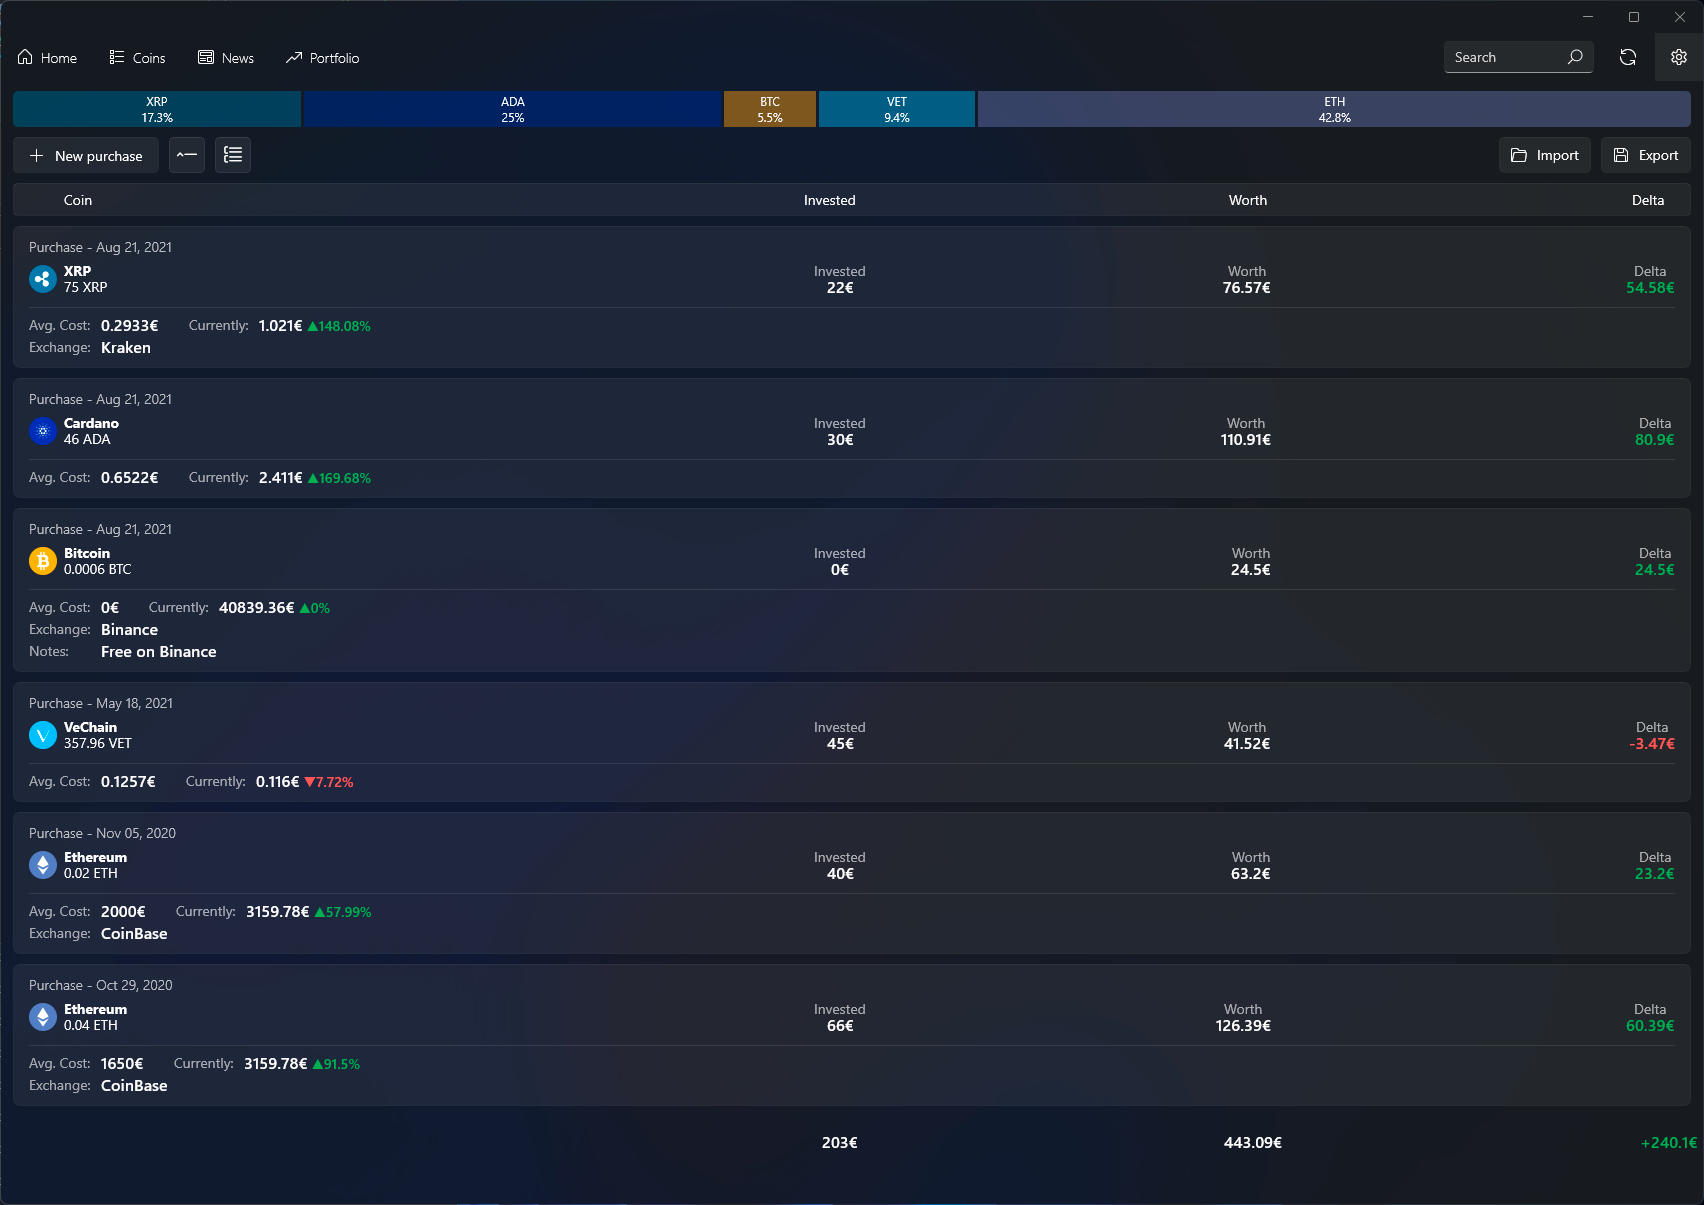 Home Coins News Portfolio Search
XRP ADA BTC VET ETH
17.3% 25% 5.5% 9.4% 42.8%
New purchase Import Export
Coin Invested Worth Delta
Purchase - Aug 21, 2021
XRP Invested Worth Delta
75 XRP 22€ 76.57€ 54.58€
Avg. Cost: 0.2933€ Currently: 1.021€ ▲148.08%
Exchange: Kraken
Purchase - Aug 21, 2021
Cardano Invested Worth Delta
46 ADA 30€ 110.91€ 80.9€
Avg. Cost: 0.6522€ Currently: 2.411€ ▲169.68%
Purchase - Aug 21, 2021
Bitcoin Invested Worth Delta
0.0006 BTC 0€ 24.5€ 24.5€
Avg. Cost: 0€ Currently: 40839.36€ ▲0%
Exchange: Binance
Notes: Free on Binance
Purchase - May 18, 2021
VeChain Invested Worth Delta
357.96 VET 45€ 41.52€ -3.47€
Avg. Cost: 0.1257€ Currently: 0.116€ ▼7.72%
Purchase - Nov 05, 2020
Ethereum Invested Worth Delta
0.02 ETH 40€ 63.2€ 23.2€
Avg. Cost: 2000€ Currently: 3159.78€ ▲57.99%
Exchange: CoinBase
Purchase - Oct 29, 2020
Ethereum Invested Worth Delta
0.04 ETH 66€ 126.39€ 60.39€
Avg. Cost: 1650€ Currently: 3159.78€ ▲91.5%
Exchange: CoinBase
203€ 443.09€ +240.1€